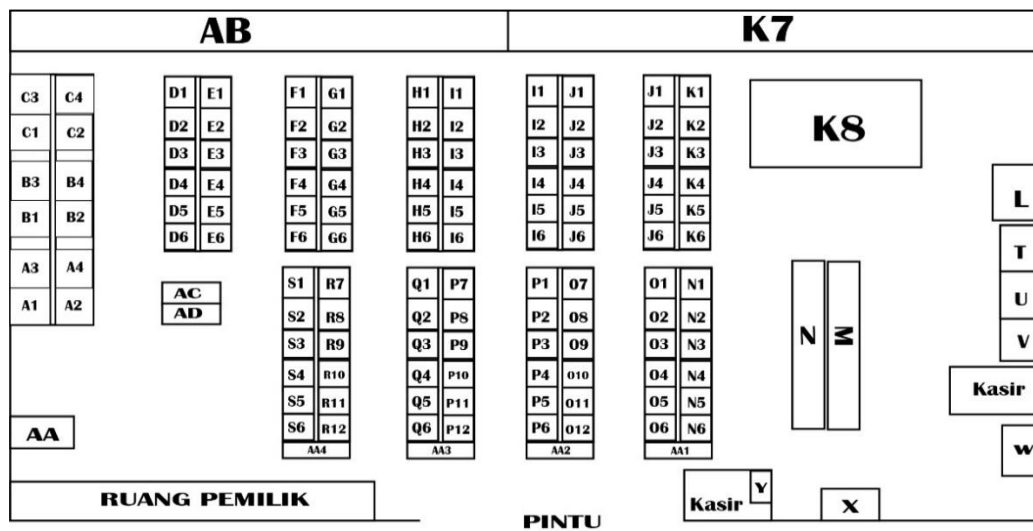 AB K7
C3 C4 D1 E1 F1 G1 H1 I1 I1 J1 J1 K1
C1 C2 D2 E2 F2 G2 H2 I2 I2 J2 J2 K2 K8
D3 E3 F3 G3 H3 I3 I3 J3 J3 K3
B3 B4 D4 E4 F4 G4 H4 I4 I4 J4 J4 K4
B1 B2 D5 E5 F5 G5 H5 I5 I5 J5 J5 K5 L
D6 E6 F6 G6 H6 I6 I6 J6 J6 K6
A3 A4 T
S1 R7 Q1 P7 P1 O7 O1 N1
AC
A1 A2 AD S2 R8 Q2 P8 P2 O8 O2 N2 U
S3 R9 Q3 P9 P3 O9 O3 N3 N M V
S4 R10 Q4 P10 P4 O10 O4 N4
S5 R11 Q5 P11 P5 O11 O5 N5 Kasir
AA S6 R12 Q6 P12 P6 O12 O6 N6 W
AA4 AA3 AA2 AA1
RUANG PEMILIK Kasir Y X
PINTU